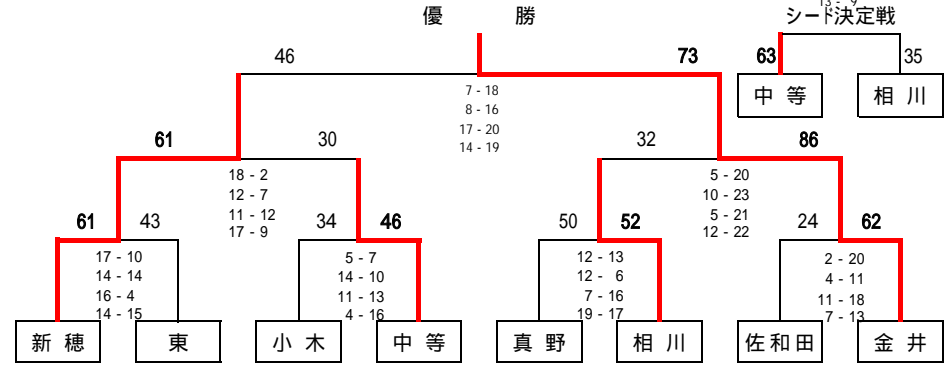 13 - 9
優 勝
シード決定戦
46
73
63
35
中 等
相 川
7 - 18
8 - 16
17 - 20
14 - 19
61
30
32
86
18 - 2
12 - 7
11 - 12
17 - 9
5 - 20
10 - 23
5 - 21
12 - 22
61
43
34
46
50
52
24
62
17 - 10
14 - 14
16 - 4
14 - 15
5 - 7
14 - 10
11 - 13
4 - 16
12 - 13
12 - 6
7 - 16
19 - 17
2 - 20
4 - 11
11 - 18
7 - 13
新 穂
東
小 木
中 等
真 野
相 川
佐和田
金 井